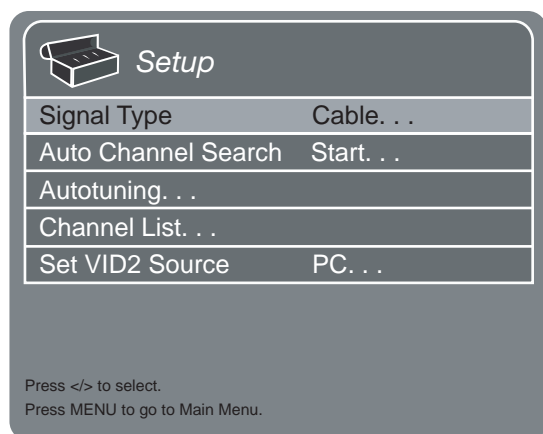 Setup
Signal Type Cable. . .
Auto Channel Search Start. . .
Autotuning. . .
Channel List. . .
Set VID2 Source PC. . .
Press </> to select.
Press MENU to go to Main Menu.